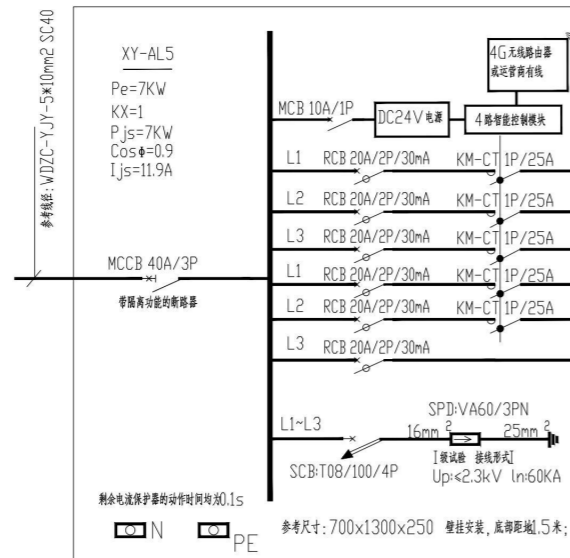 XY-AL5
Pe=7KW
KX=1
Pjs=7KW
CosΦ=0.9
Ijs=11.9A
参考线径: WDZC-YJY-5*10mm2 SC40
MCCB 40A/3P
带隔离功能的断路器
4G无线路由器
或运营商有线
MCB 10A/1P
DC24V电源
4路智能控制模块
L1 RCB 20A/2P/30mA KM-CT 1P/25A
L2 RCB 20A/2P/30mA KM-CT 1P/25A
L3 RCB 20A/2P/30mA KM-CT 1P/25A
L1 RCB 20A/2P/30mA KM-CT 1P/25A
L2 RCB 20A/2P/30mA KM-CT 1P/25A
L3 RCB 20A/2P/30mA
L1~L3
SCB:T08/100/4P
SPD:VA60/3PN
16mm² 25mm²
I级试验 接线形式I
Up:≤2.3kV In:60KA
剩余电流保护器的动作时间均为0.1s
N PE
参考尺寸: 700x1300x250 壁挂安装, 底部距地1.5米;